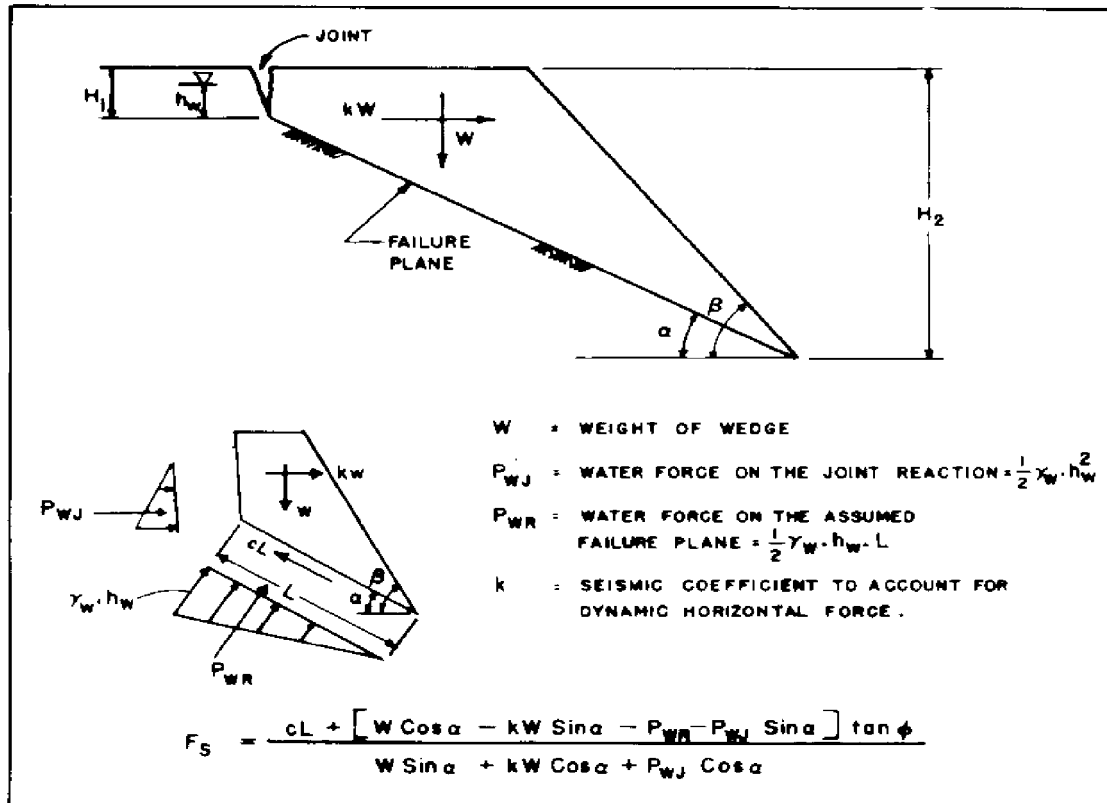 JOINT
H1
hw
kW
W
H2
FAILURE
PLANE
β
α
W = WEIGHT OF WEDGE
PWJ = WATER FORCE ON THE JOINT REACTION = 1/2 γw · hw²
PWR = WATER FORCE ON THE ASSUMED
FAILURE PLANE = 1/2 γw · hw · L
k = SEISMIC COEFFICIENT TO ACCOUNT FOR
DYNAMIC HORIZONTAL FORCE .
kw
w
PWJ
cL
L
β
α
γw · hw
PWR
FS = cL + [ W Cos α - kW Sin α - PWR - PWJ Sin α ] tan φ
W Sin α + kW Cos α + PWJ Cos α